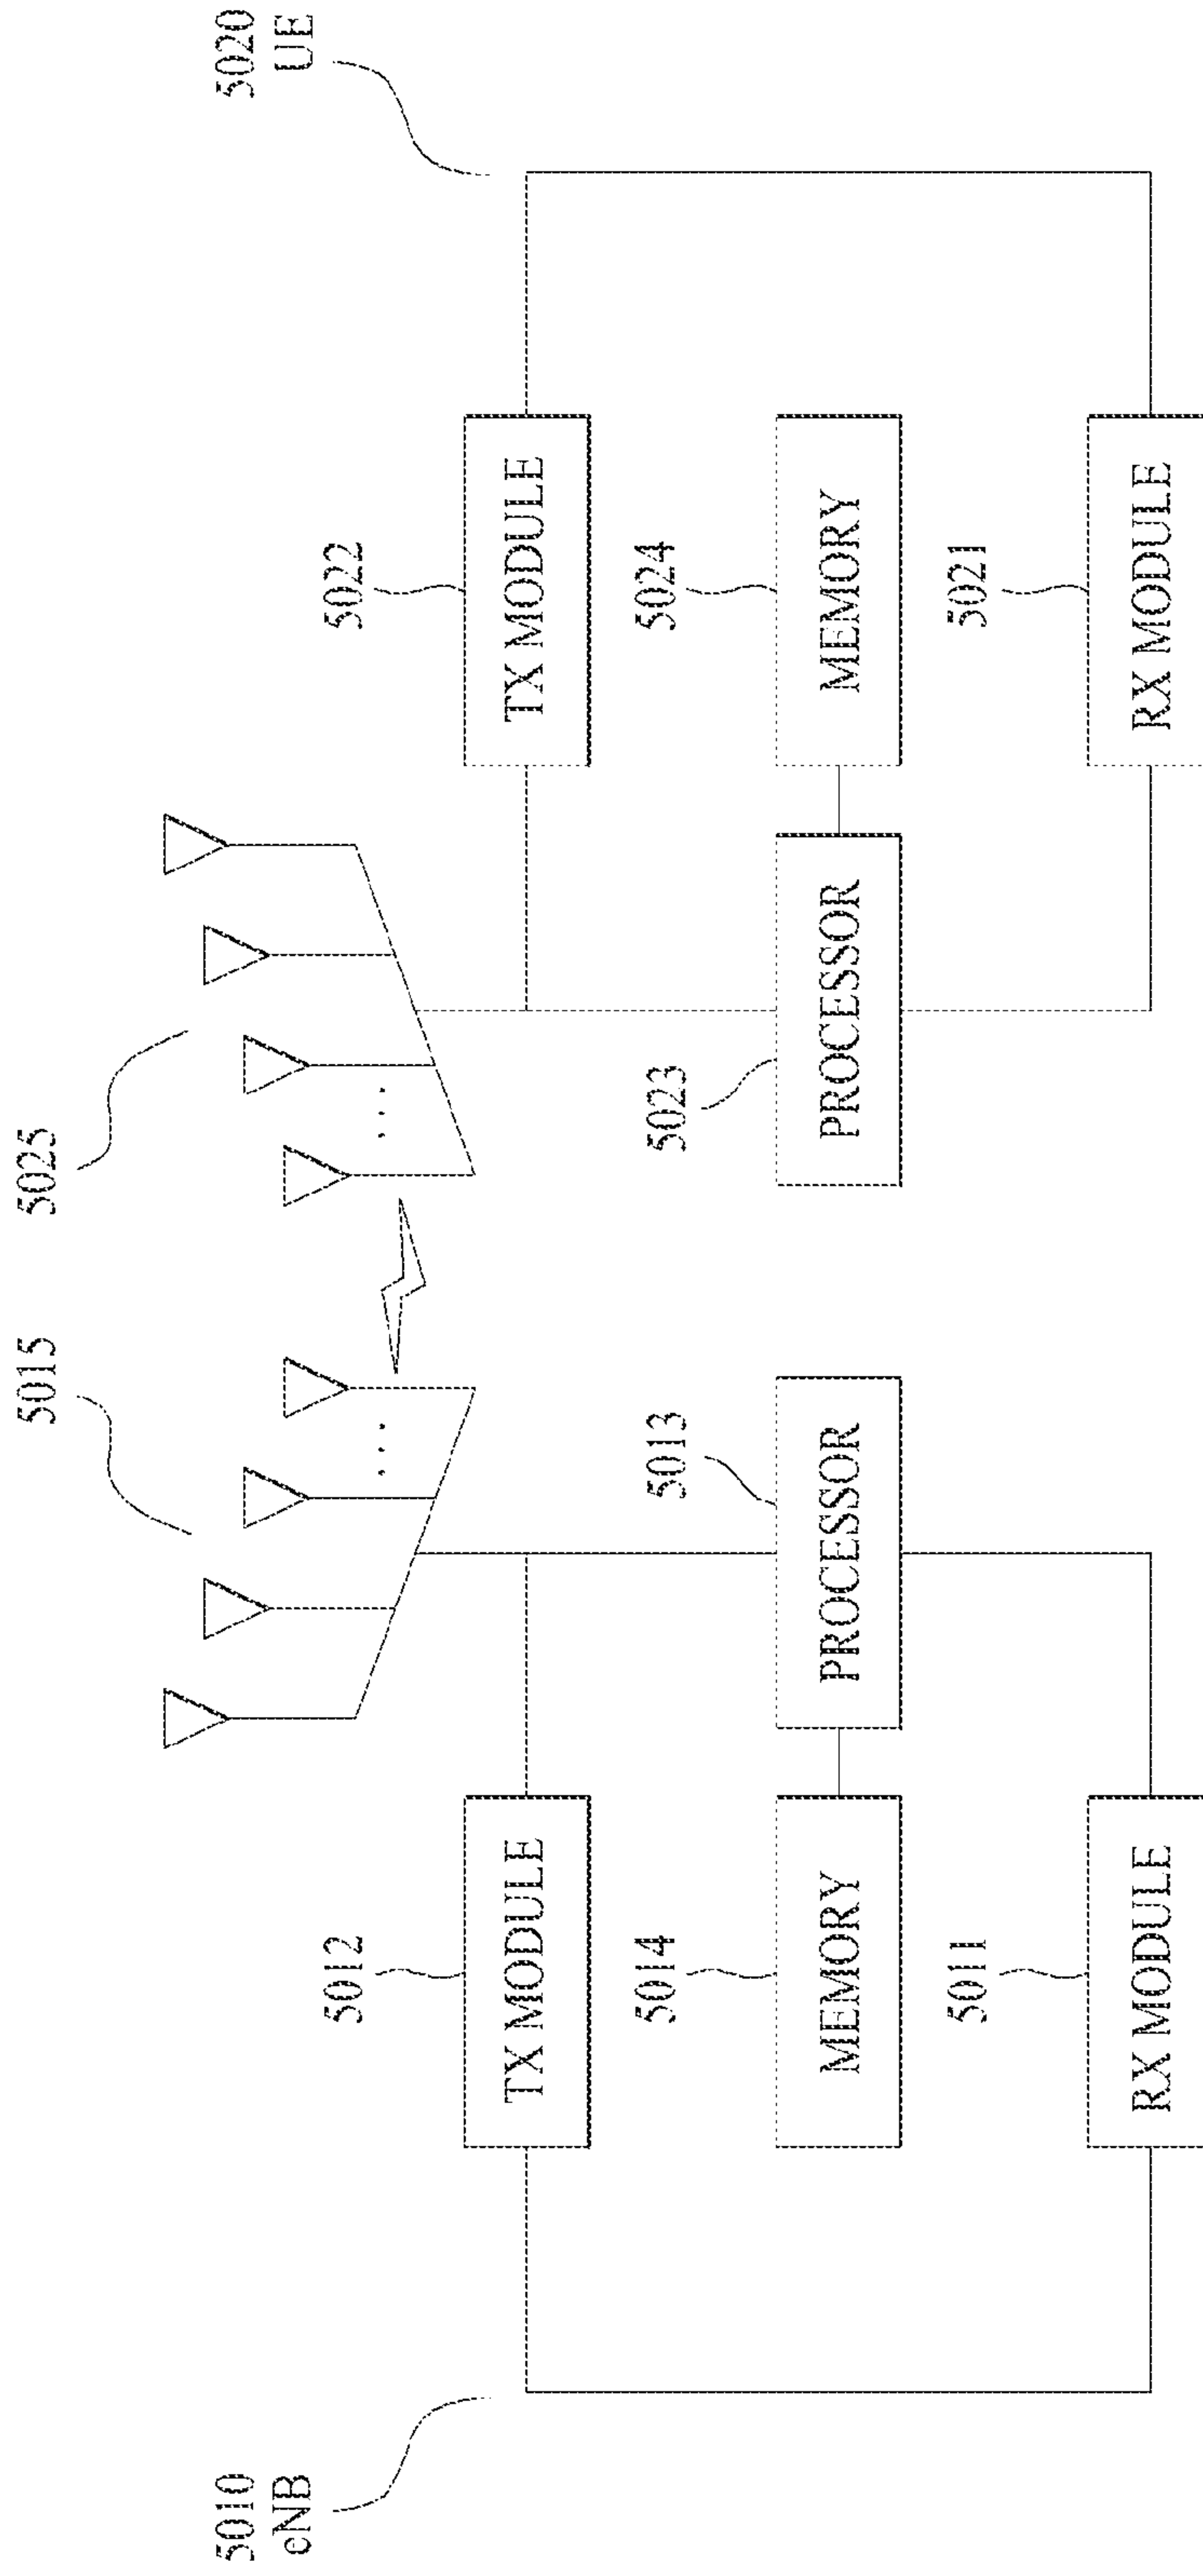 5015
5025
5010
eNB
5020
UE
5012
TX MODULE
5022
TX MODULE
5014
MEMORY
5013
PROCESSOR
5023
PROCESSOR
5024
MEMORY
5011
RX MODULE
5021
RX MODULE